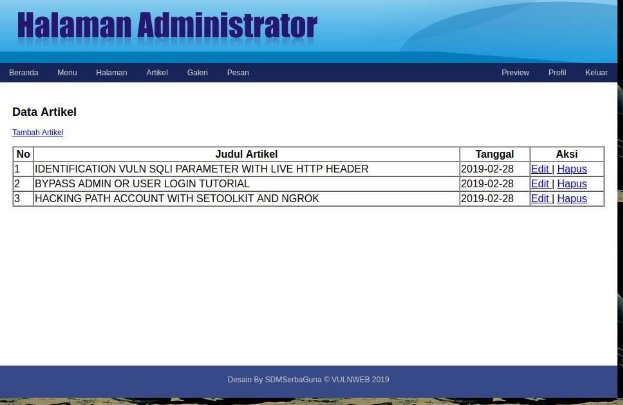 Halaman Administrator
Beranda Menu Halaman Artikel Galeri Pesan Preview Profil Keluar
Data Artikel
Tambah Artikel
No Judul Artikel Tanggal Aksi
1 IDENTIFICATION VULN SQLI PARAMETER WITH LIVE HTTP HEADER 2019-02-28 Edit | Hapus
2 BYPASS ADMIN OR USER LOGIN TUTORIAL 2019-02-28 Edit | Hapus
3 HACKING PATH ACCOUNT WITH SETOOLKIT AND NGROK 2019-02-28 Edit | Hapus
Desain By SDMSerbaGuna © VULNWEB 2019